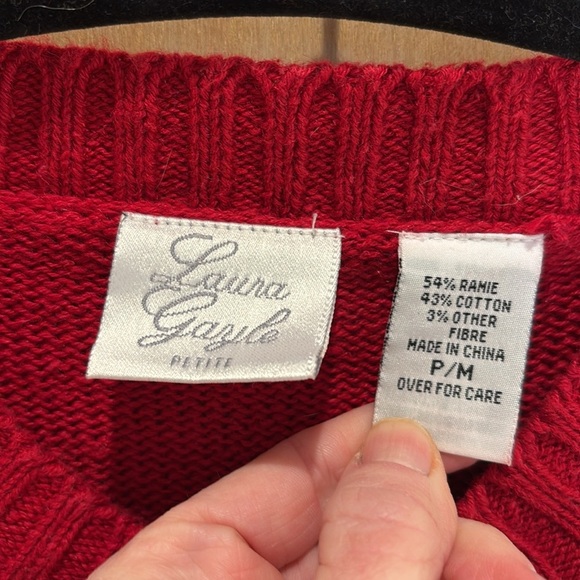 Laura
Gayle
PETITE
54% RAMIE
43% COTTON
3% OTHER
FIBRE
MADE IN CHINA
P/M
OVER FOR CARE